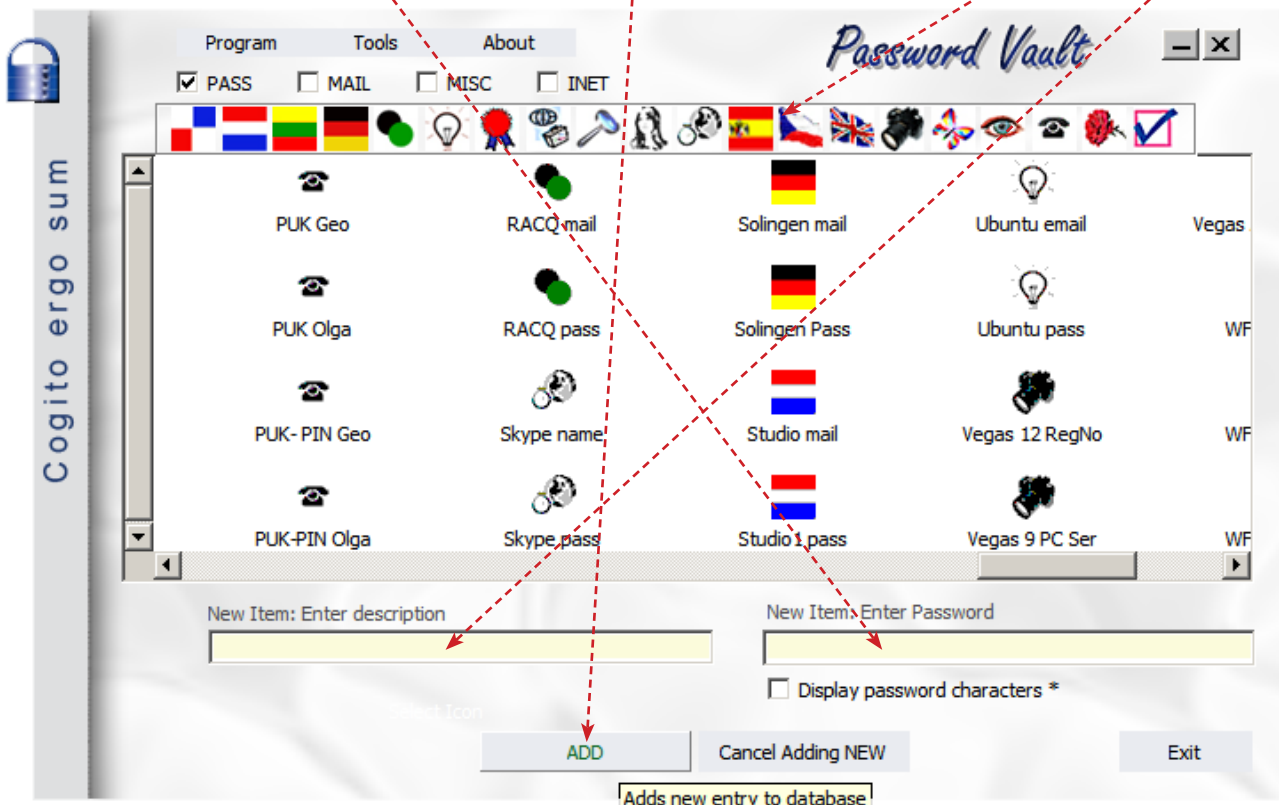 Program Tools About
Password Vault
PASS MAIL MISC INET
Cogito ergo sum
PUK Geo RACQ mail Solingen mail Ubuntu email Vegas
PUK Olga RACQ pass Solingen Pass Ubuntu pass WF
PUK- PIN Geo Skype name Studio mail Vegas 12 RegNo WF
PUK-PIN Olga Skype pass Studio1 pass Vegas 9 PC Ser WF
New Item: Enter description New Item: Enter Password
Display password characters *
Select Icon
ADD Cancel Adding NEW Exit
Adds new entry to database